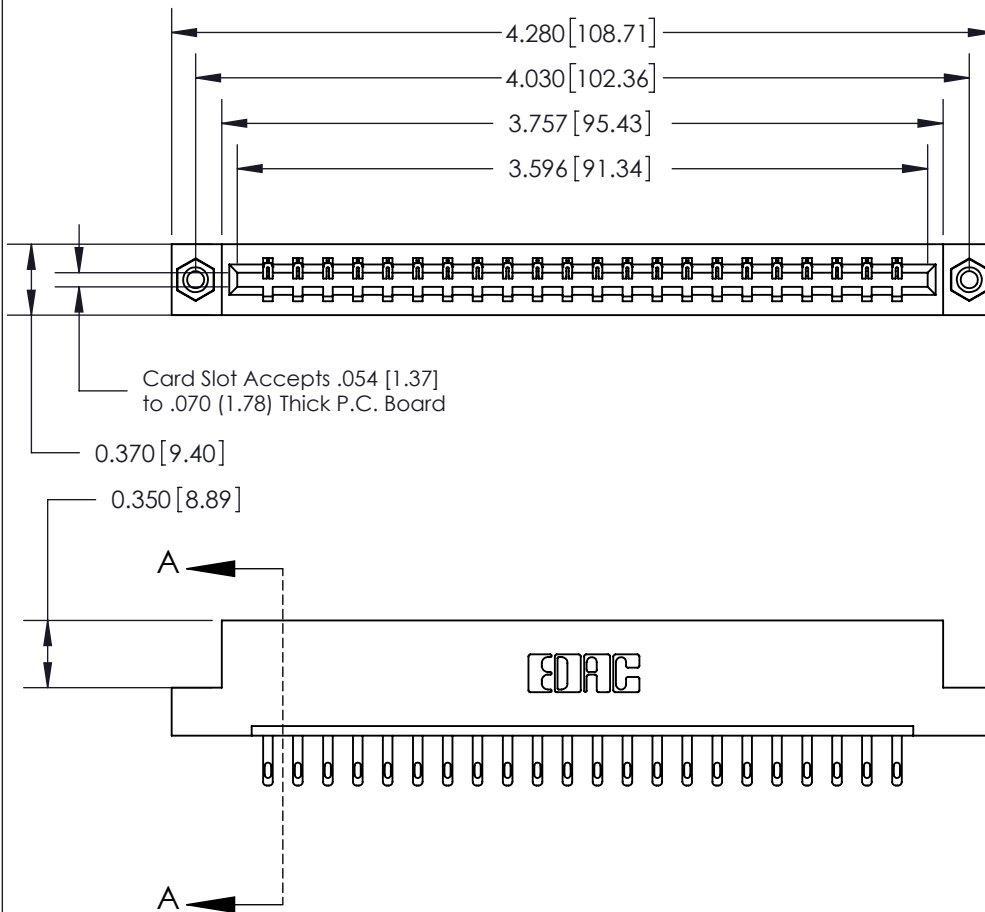 4.280 [108.71]
4.030 [102.36]
3.757 [95.43]
3.596 [91.34]
Card Slot Accepts .054 [1.37]
to .070 (1.78) Thick P.C. Board
0.370 [9.40]
0.350 [8.89]
A
EDAC
A